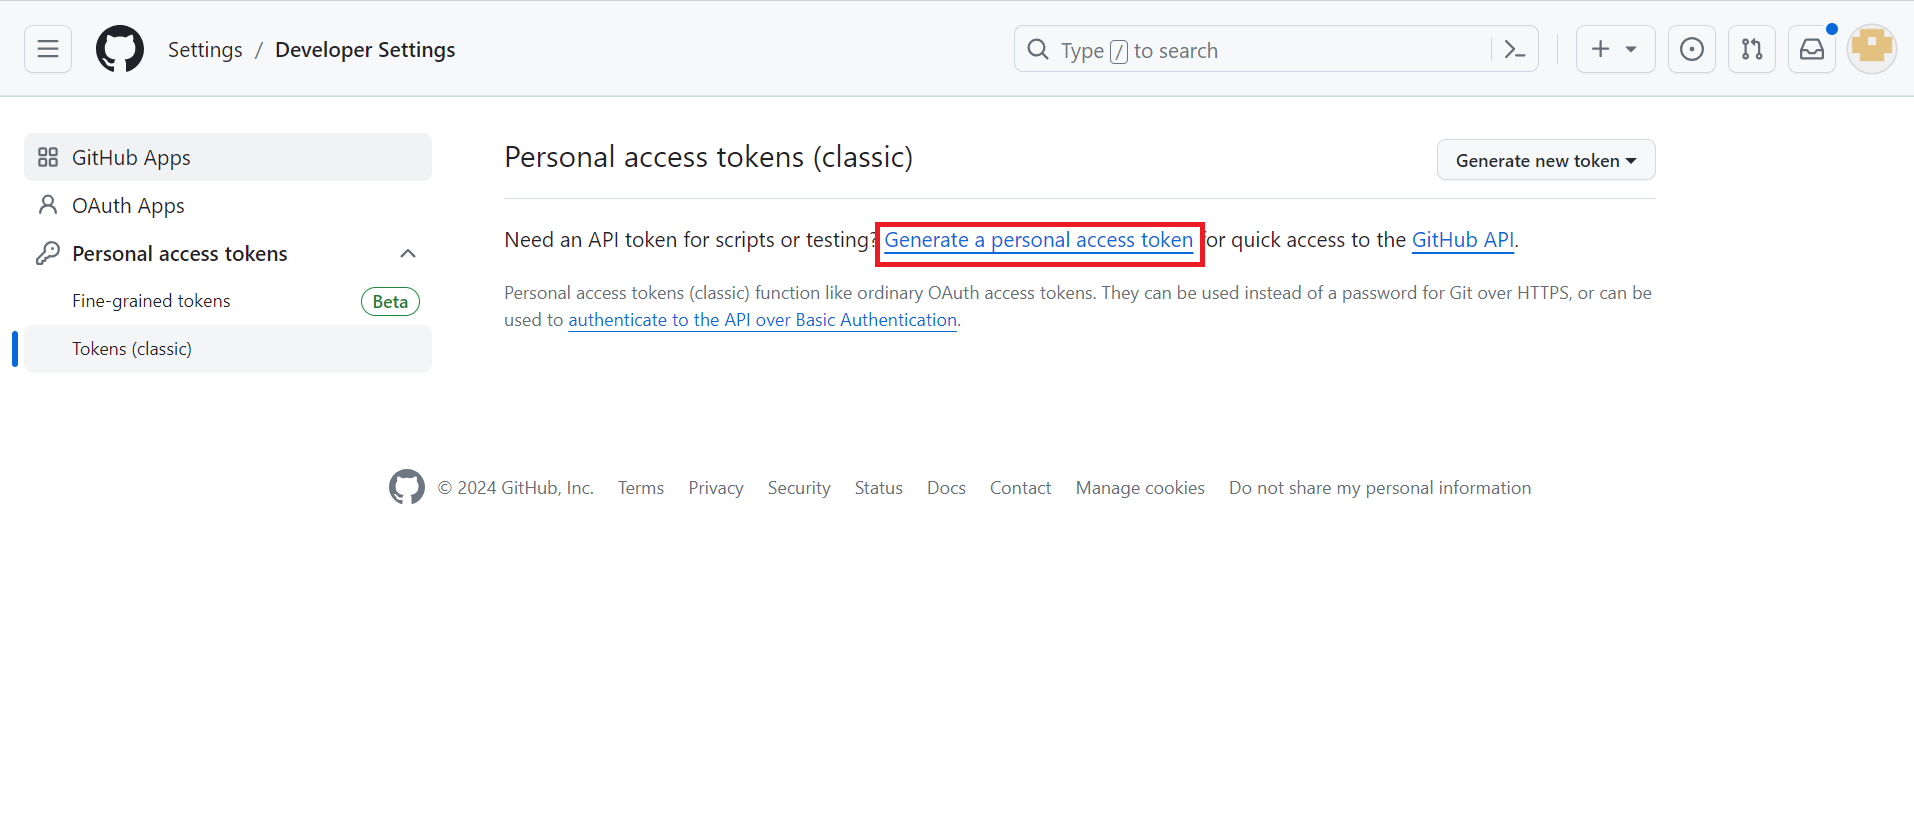 Settings / Developer Settings
Type / to search
GitHub Apps
OAuth Apps
Personal access tokens
Fine-grained tokens Beta
Tokens (classic)
Personal access tokens (classic)
Generate new token
Need an API token for scripts or testing? Generate a personal access token for quick access to the GitHub API.
Personal access tokens (classic) function like ordinary OAuth access tokens. They can be used instead of a password for Git over HTTPS, or can be
used to authenticate to the API over Basic Authentication.
© 2024 GitHub, Inc. Terms Privacy Security Status Docs Contact Manage cookies Do not share my personal information